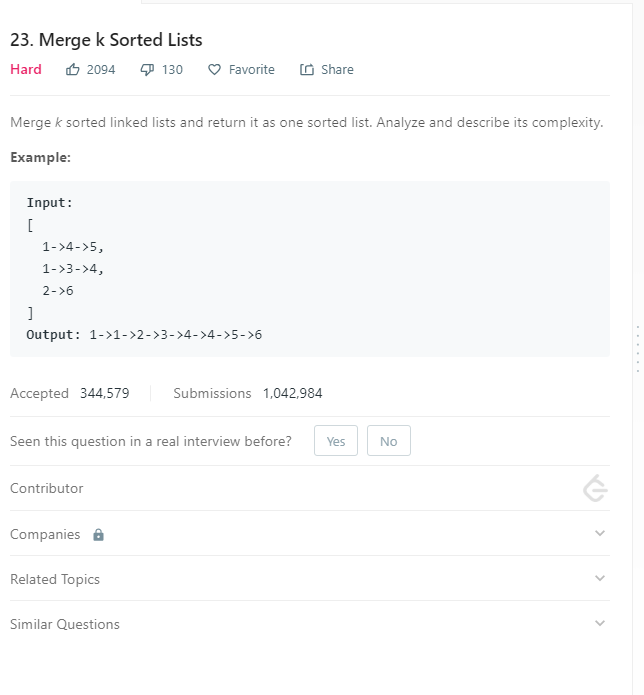 23. Merge k Sorted Lists
Hard 2094 130 Favorite Share
Merge k sorted linked lists and return it as one sorted list. Analyze and describe its complexity.
Example:
Input:
[
1->4->5,
1->3->4,
2->6
]
Output: 1->1->2->3->4->4->5->6
Accepted 344,579 Submissions 1,042,984
Seen this question in a real interview before? Yes No
Contributor
Companies
Related Topics
Similar Questions